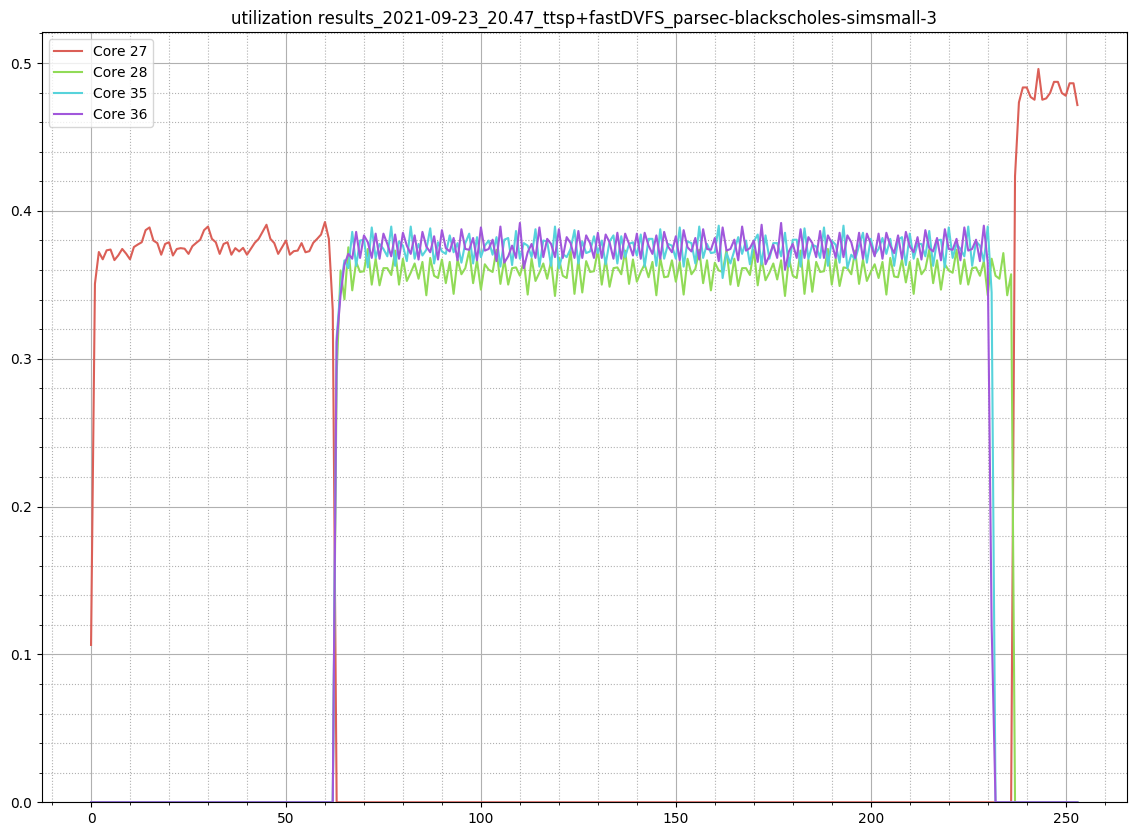 utilization results_2021-09-23_20.47_ttsp+fastDVFS_parsec-blackscholes-simsmall-3
Core 27
Core 28
Core 35
Core 36
0.5
0.4
0.3
0.2
0.1
0.0
0 50 100 150 200 250